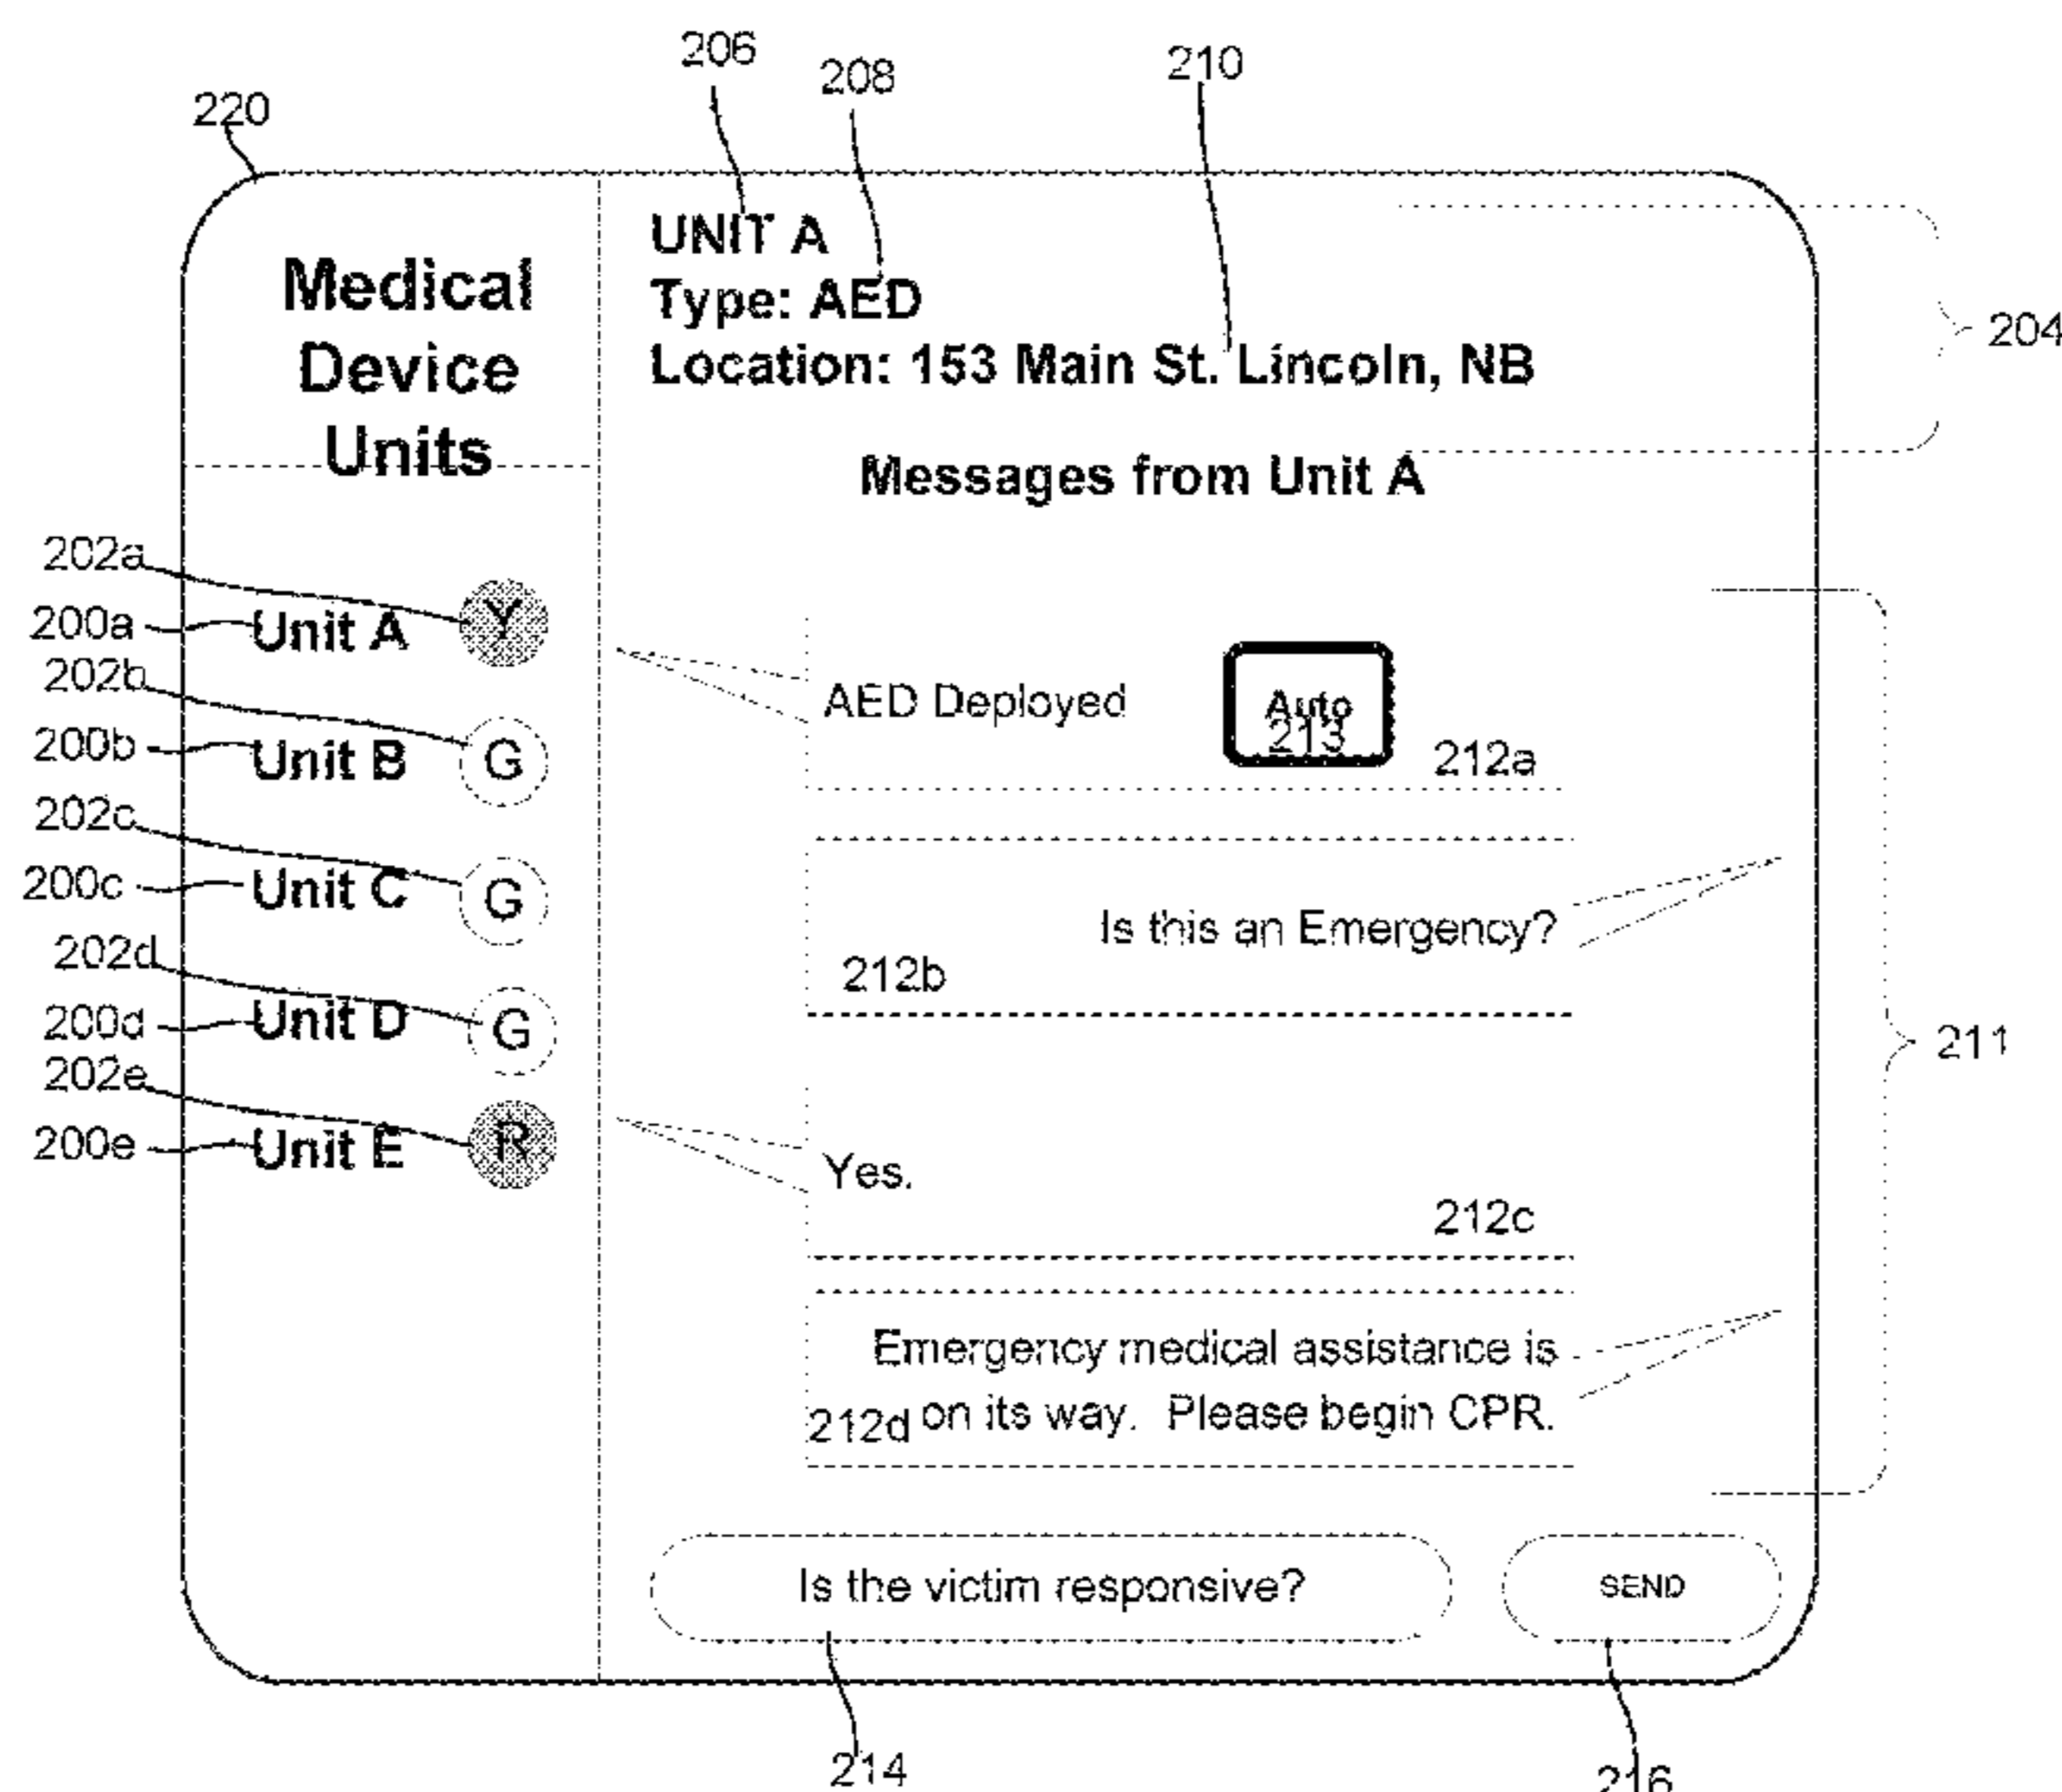 206
208
210
220
UNIT A
Type: AED
Location: 153 Main St. Lincoln, NB
204
Medical
Device
Units
Messages from Unit A
202a
200a
Unit A
Y
202b
200b
Unit B
G
202c
200c
Unit C
G
202d
200d
Unit D
G
202e
200e
Unit E
R
AED Deployed
Auto
213
212a
Is this an Emergency?
212b
211
Yes.
212c
Emergency medical assistance is
212d on its way. Please begin CPR.
Is the victim responsive?
SEND
214
216